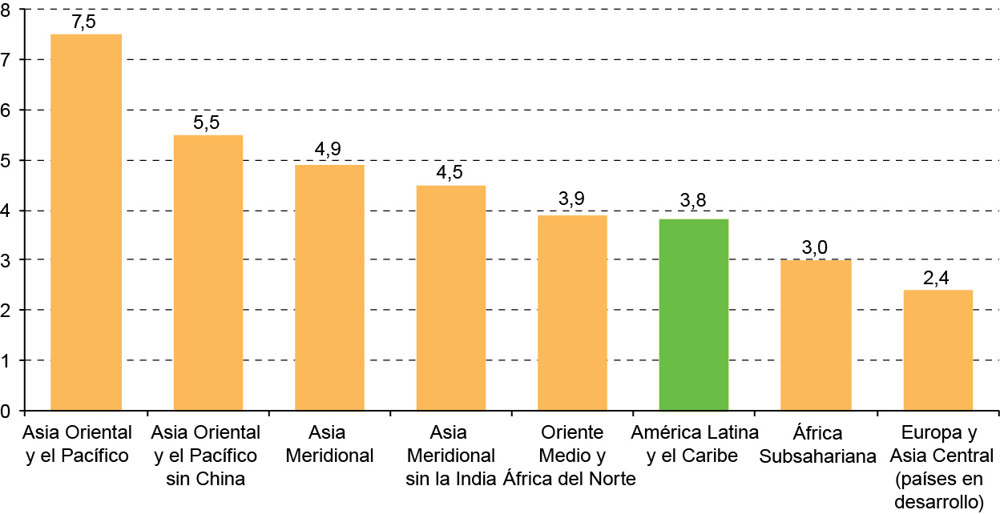 8
7
6
5
4
3
2
1
0
7,5
5,5
4,9
4,5
3,9
3,8
3,0
2,4
Asia Oriental
y el Pacífico
Asia Oriental
y el Pacífico
sin China
Asia
Meridional
Asia
Meridional
sin la India
Oriente
Medio y
África del Norte
América Latina
y el Caribe
África
Subsahariana
Europa y
Asia Central
(países en
desarrollo)